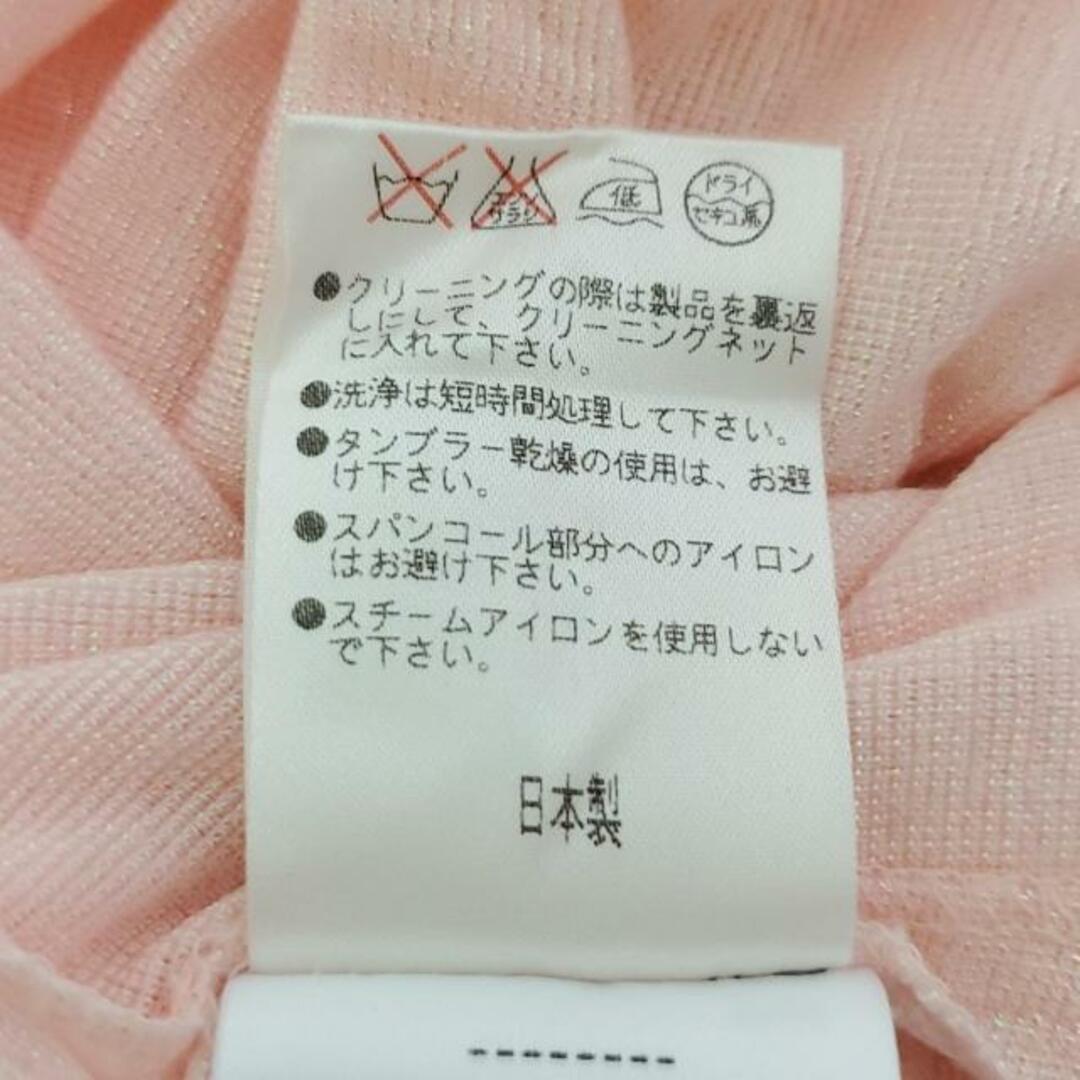 エンソ
サラシ
低
ドライ
セキユ系
●クリーニングの際は製品を裏返
しにして、クリーニングネット
に入れて下さい。
●洗浄は短時間処理して下さい。
●タンブラー乾燥の使用は、お避
け下さい。
●スパンコール部分へのアイロン
はお避け下さい。
●スチームアイロンを使用しない
で下さい。
日本製
--------